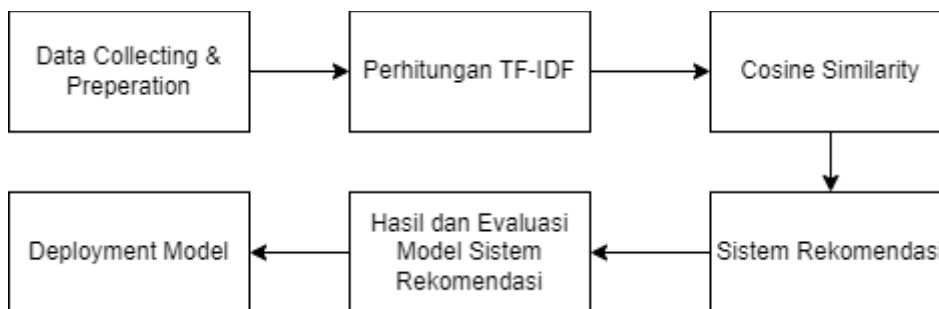 Data Collecting &
Preperation
Perhitungan TF-IDF
Cosine Similarity
Sistem Rekomendasi
Hasil dan Evaluasi
Model Sistem
Rekomendasi
Deployment Model